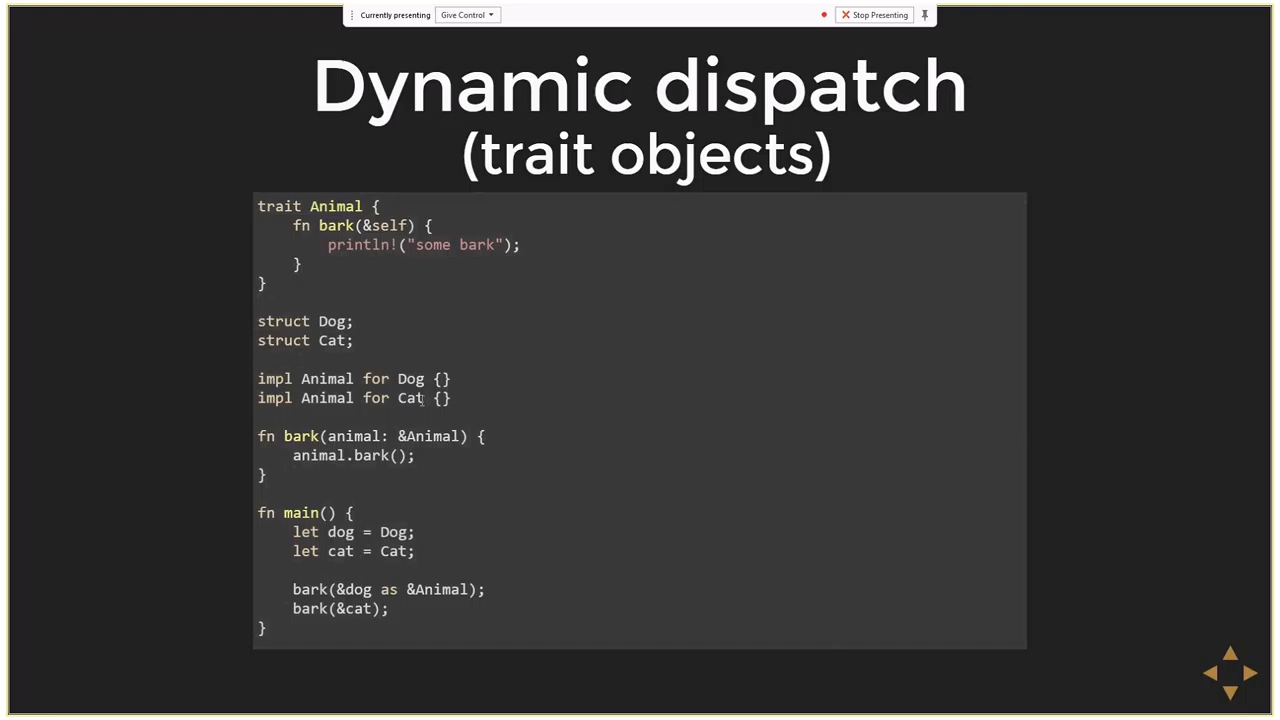 Currently presenting Give Control Stop Presenting
Dynamic dispatch
(trait objects)
trait Animal {
    fn bark(&self) {
        println!("some bark");
    }
}
struct Dog;
struct Cat;
impl Animal for Dog {}
impl Animal for Cat {}
fn bark(animal: &Animal) {
    animal.bark();
}
fn main() {
    let dog = Dog;
    let cat = Cat;
    bark(&dog as &Animal);
    bark(&cat);
}